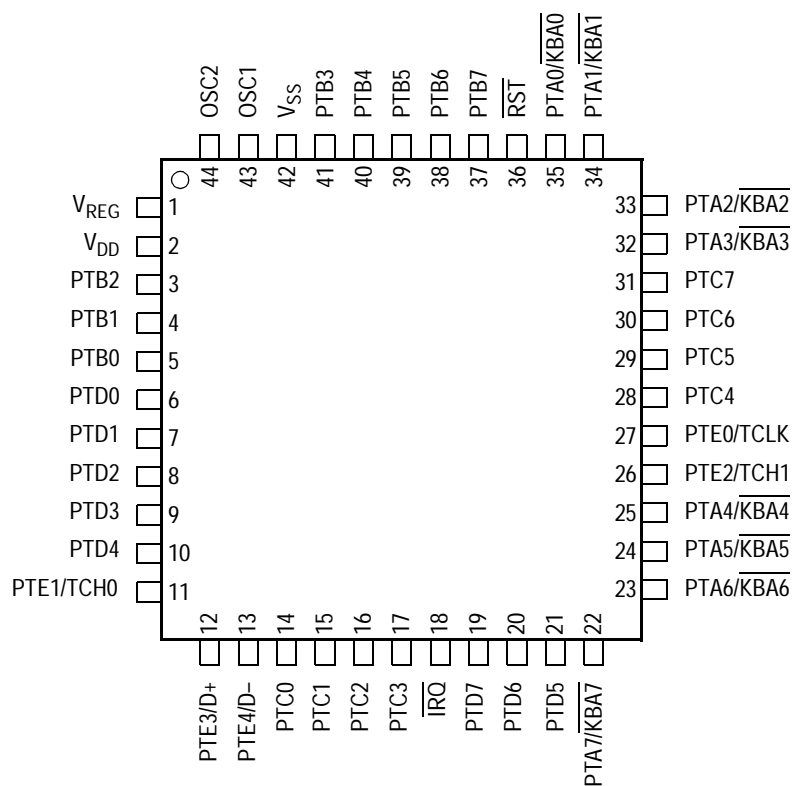 OSC2
OSC1
VSS
PTB3
PTB4
PTB5
PTB6
PTB7
RST
PTA0/KBA0
PTA1/KBA1
44
43
42
41
40
39
38
37
36
35
34
VREG 1
VDD 2
PTB2 3
PTB1 4
PTB0 5
PTD0 6
PTD1 7
PTD2 8
PTD3 9
PTD4 10
PTE1/TCH0 11
33 PTA2/KBA2
32 PTA3/KBA3
31 PTC7
30 PTC6
29 PTC5
28 PTC4
27 PTE0/TCLK
26 PTE2/TCH1
25 PTA4/KBA4
24 PTA5/KBA5
23 PTA6/KBA6
12
13
14
15
16
17
18
19
20
21
22
PTE3/D+
PTE4/D–
PTC0
PTC1
PTC2
PTC3
IRQ
PTD7
PTD6
PTD5
PTA7/KBA7